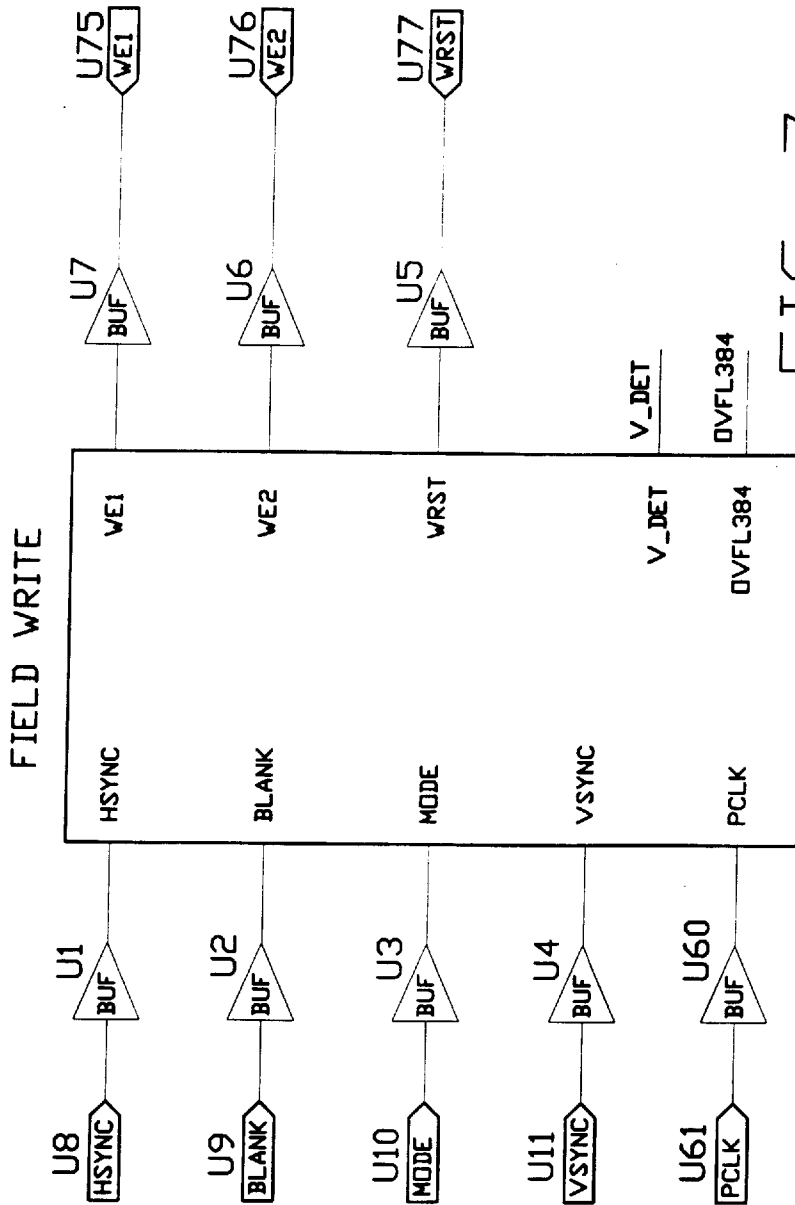 FIELD WRITE
U8
HSYNC
U1
BUF
HSYNC
WE1
U7
BUF
U75
WE1
U9
BLANK
U2
BUF
BLANK
WE2
U6
BUF
U76
WE2
U10
MODE
U3
BUF
MODE
WRST
U5
BUF
U77
WRST
U11
VSYNC
U4
BUF
VSYNC
V_DET
V_DET
U61
PCLK
U60
BUF
PCLK
OVFL384
OVFL384